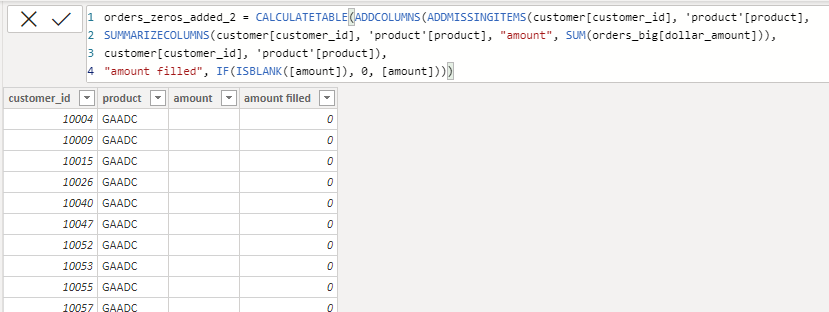 1 orders_zeros_added_2 = CALCULATETABLE(ADDCOLUMNS(ADDMISSINGITEMS(customer[customer_id], 'product'[product],
2 SUMMARIZECOLUMNS(customer[customer_id], 'product'[product], "amount", SUM(orders_big[dollar_amount])),
3 customer[customer_id], 'product'[product]),
4 "amount filled", IF(ISBLANK([amount]), 0, [amount])))
customer_id product amount amount filled
10004 GAADC 0
10009 GAADC 0
10015 GAADC 0
10026 GAADC 0
10040 GAADC 0
10047 GAADC 0
10052 GAADC 0
10053 GAADC 0
10055 GAADC 0
10057 GAADC 0